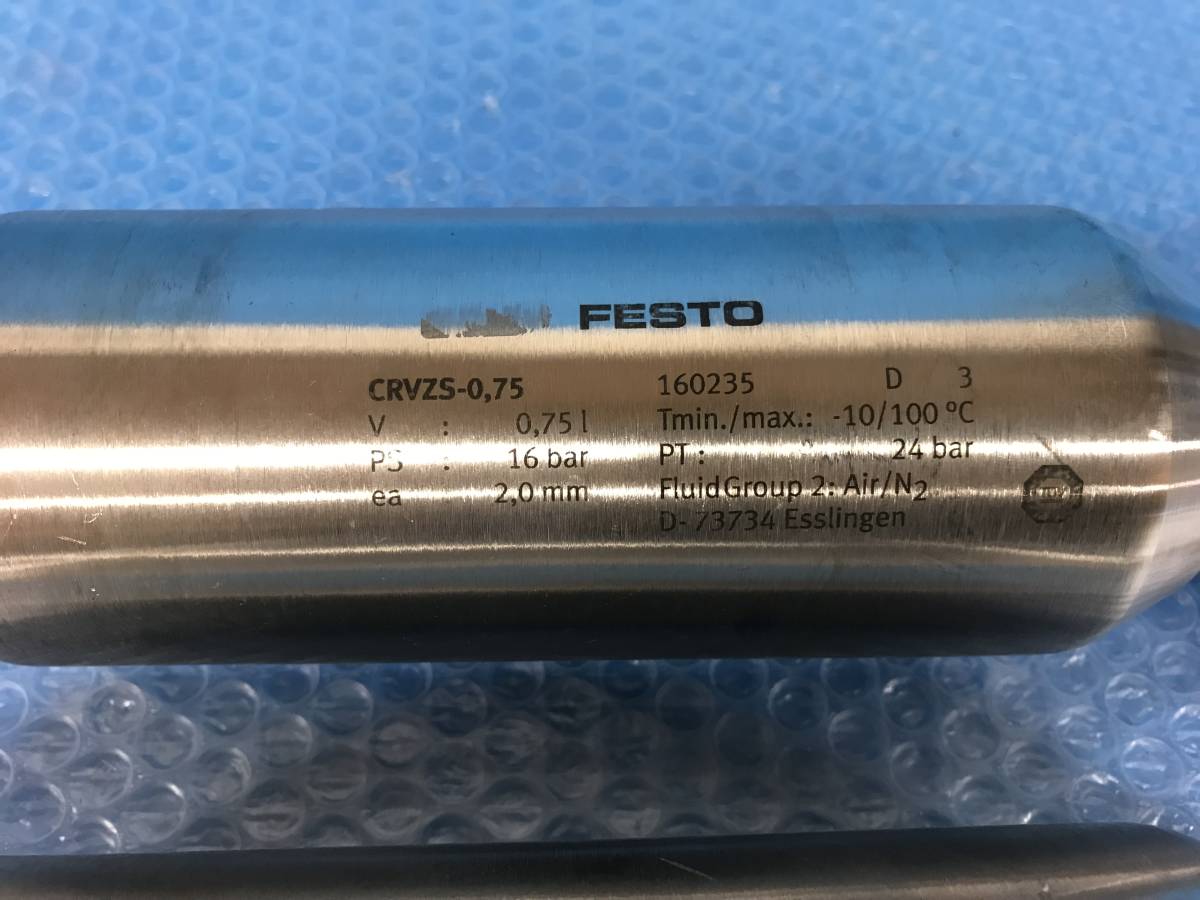 FESTO
CRVZS-0,75 160235 D 3
V : 0,75 l Tmin./max.: -10/100 ºC
PS : 16 bar PT : 24 bar
ea 2,0 mm FluidGroup 2: Air/N₂
D- 73734 Esslingen